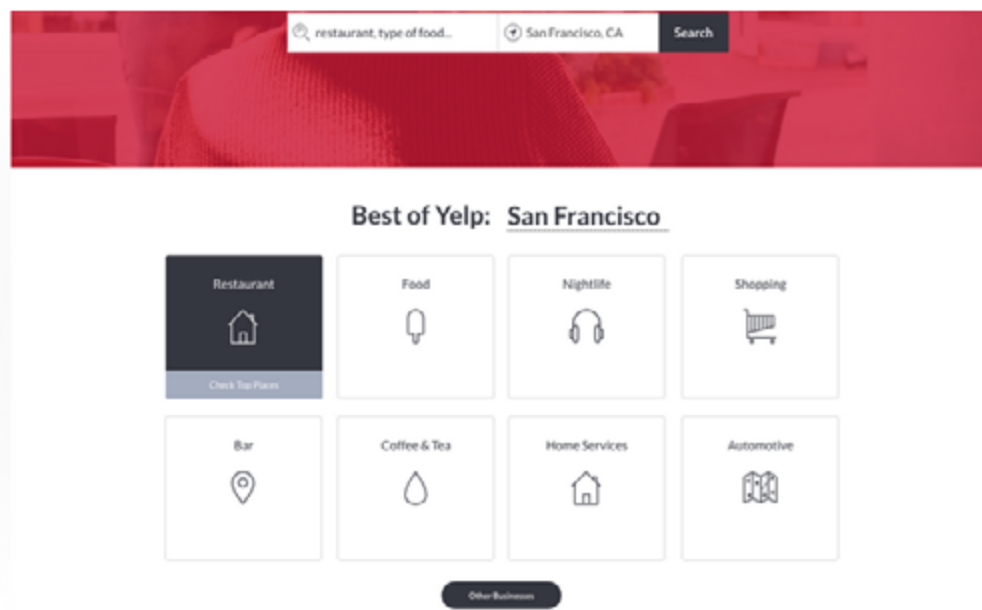 restaurant, type of food... San Francisco, CA Search
Best of Yelp: San Francisco
Restaurant Food Nightlife Shopping
Check Top Places
Bar Coffee & Tea Home Services Automotive
Other Businesses